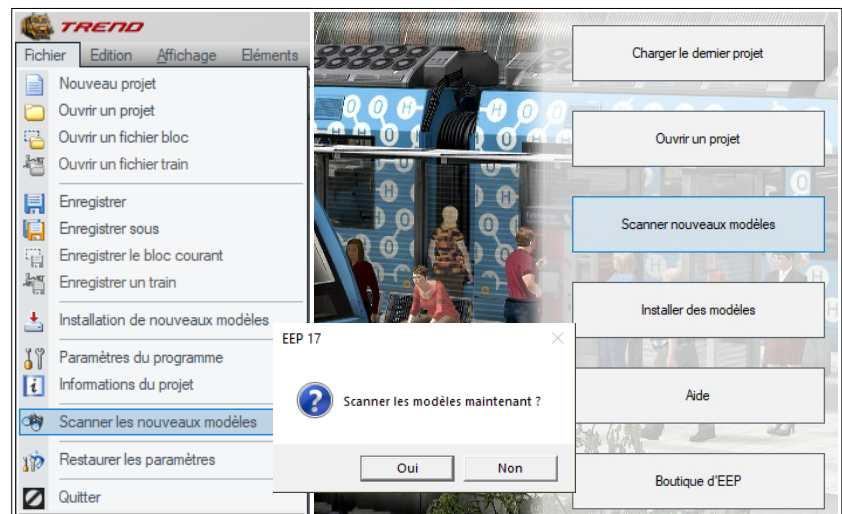 TREND
Fichier Edition Affichage Eléments
Nouveau projet
Ouvrir un projet
Ouvrir un fichier bloc
Ouvrir un fichier train
Enregistrer
Enregistrer sous
Enregistrer le bloc courant
Enregistrer un train
Installation de nouveaux modèles
Paramètres du programme
Informations du projet
Scanner les nouveaux modèles
Restaurer les paramètres
Quitter
EEP 17
Scanner les modèles maintenant ?
Oui Non
Charger le dernier projet
Ouvrir un projet
Scanner nouveaux modèles
Installer des modèles
Aide
Boutique d'EEP